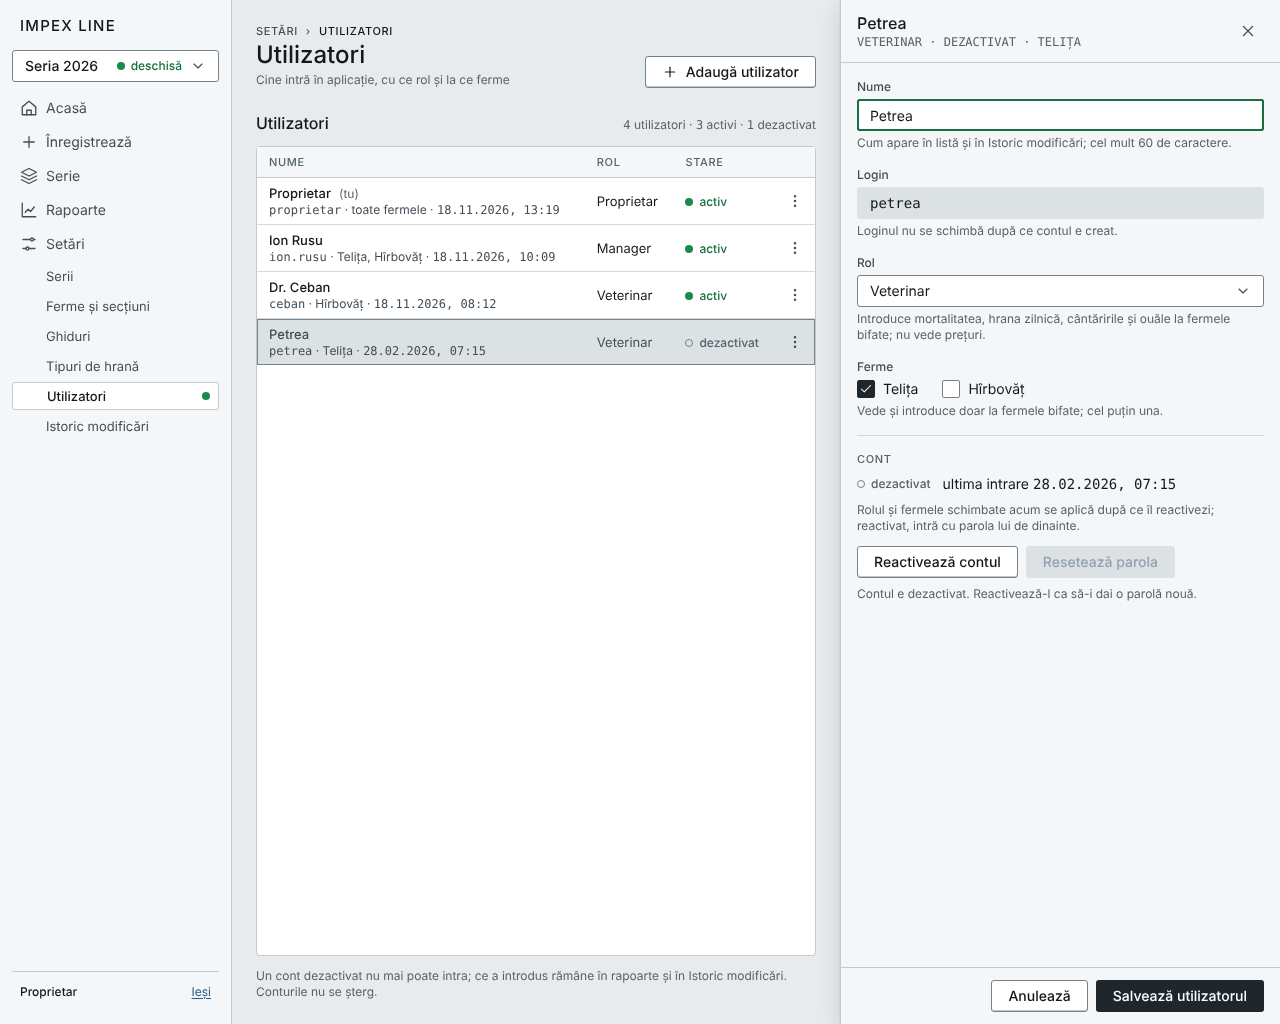 IMPEX LINE
Seria 2026 deschisă
Acasă
Înregistrează
Serie
Rapoarte
Setări
Serii
Ferme și secțiuni
Ghiduri
Tipuri de hrană
Utilizatori
Istoric modificări
Proprietar Ieși
SETĂRI › UTILIZATORI
Utilizatori
Cine intră în aplicație, cu ce rol și la ce ferme
Adaugă utilizator
Utilizatori
4 utilizatori · 3 activi · 1 dezactivat
NUME ROL STARE
Proprietar (tu)
proprietar · toate fermele · 18.11.2026, 13:19
Proprietar activ
Ion Rusu
ion.rusu · Telița, Hîrbovăț · 18.11.2026, 10:09
Manager activ
Dr. Ceban
ceban · Hîrbovăț · 18.11.2026, 08:12
Veterinar activ
Petrea
petrea · Telița · 28.02.2026, 07:15
Veterinar dezactivat
Un cont dezactivat nu mai poate intra; ce a introdus rămâne în rapoarte și în Istoric modificări.
Conturile nu se șterg.
Petrea
VETERINAR · DEZACTIVAT · TELIȚA
Nume
Petrea
Cum apare în listă și în Istoric modificări; cel mult 60 de caractere.
Login
petrea
Loginul nu se schimbă după ce contul e creat.
Rol
Veterinar
Introduce mortalitatea, hrana zilnică, cântăririle și ouăle la fermele
bifate; nu vede prețuri.
Ferme
Telița Hîrbovăț
Vede și introduce doar la fermele bifate; cel puțin una.
CONT
dezactivat ultima intrare 28.02.2026, 07:15
Rolul și fermele schimbate acum se aplică după ce îl reactivezi;
reactivat, intră cu parola lui de dinainte.
Reactivează contul Resetează parola
Contul e dezactivat. Reactivează-l ca să-i dai o parolă nouă.
Anulează Salvează utilizatorul